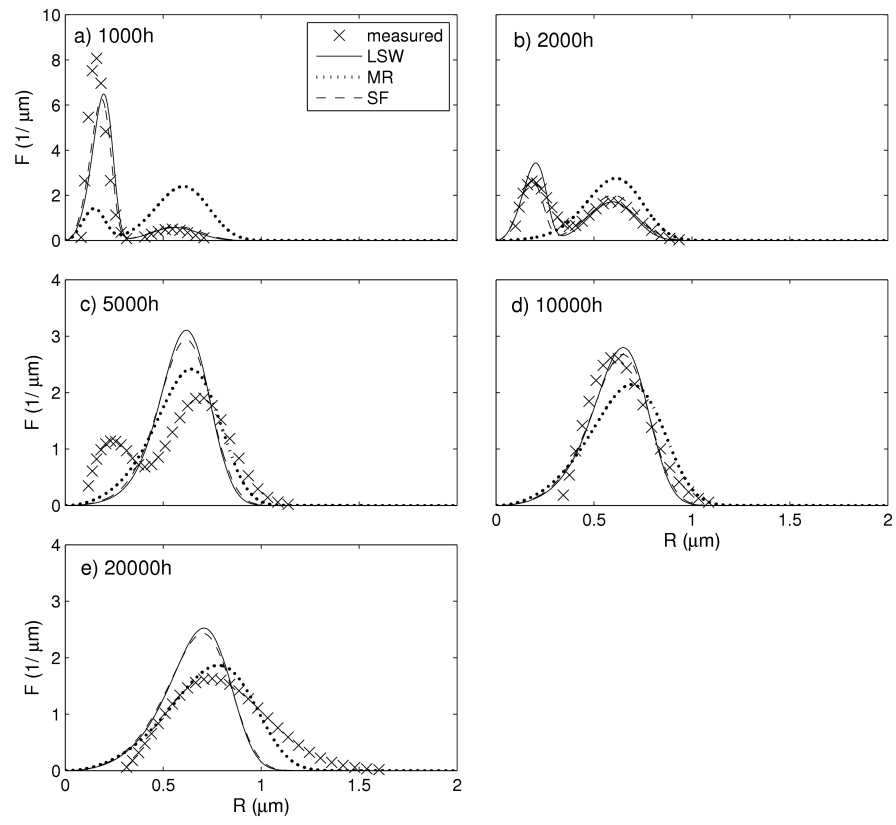 10
8
6
4
2
0
F (1/ μm)
a) 1000h
measured
LSW
MR
SF
b) 2000h
4
3
2
1
0
F (1/ μm)
c) 5000h
d) 10000h
0 0.5 1 1.5 2
R (μm)
4
3
2
1
0
F (1/ μm)
e) 20000h
0 0.5 1 1.5 2
R (μm)